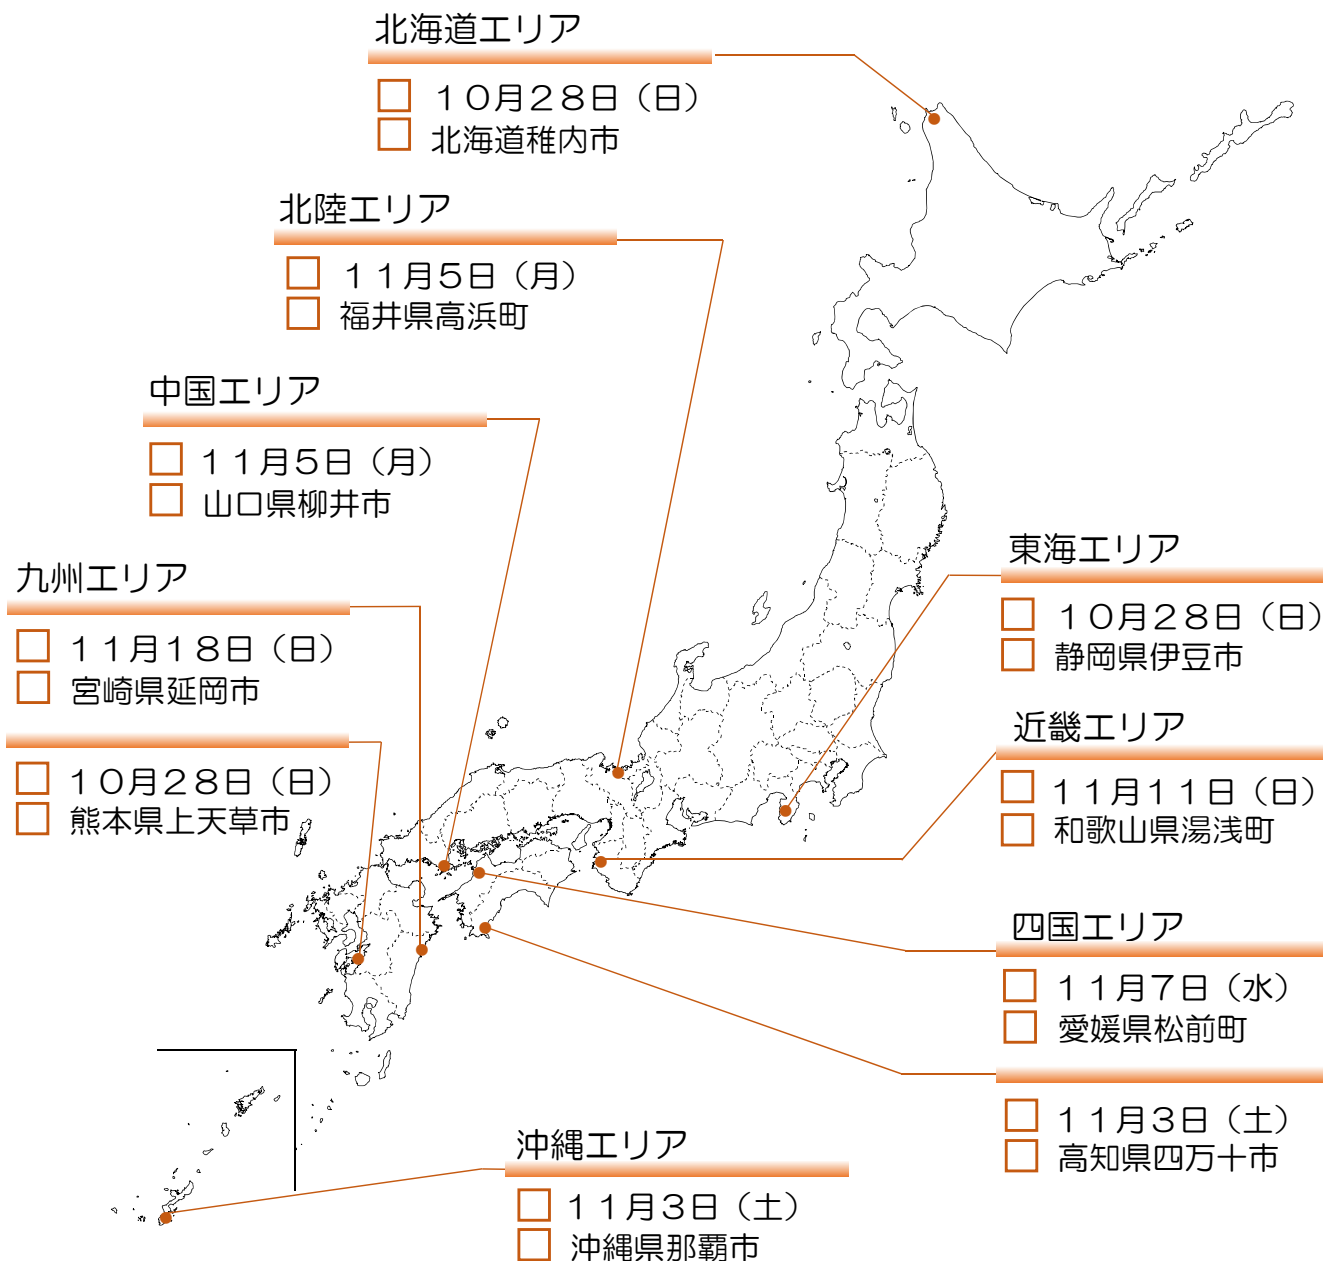 北海道エリア
１０月２８日（日）
北海道稚内市
北陸エリア
１１月５日（月）
福井県高浜町
中国エリア
１１月５日（月）
山口県柳井市
九州エリア
１１月１８日（日）
宮崎県延岡市
１０月２８日（日）
熊本県上天草市
東海エリア
１０月２８日（日）
静岡県伊豆市
近畿エリア
１１月１１日（日）
和歌山県湯浅町
四国エリア
１１月７日（水）
愛媛県松前町
１１月３日（土）
高知県四万十市
沖縄エリア
１１月３日（土）
沖縄県那覇市